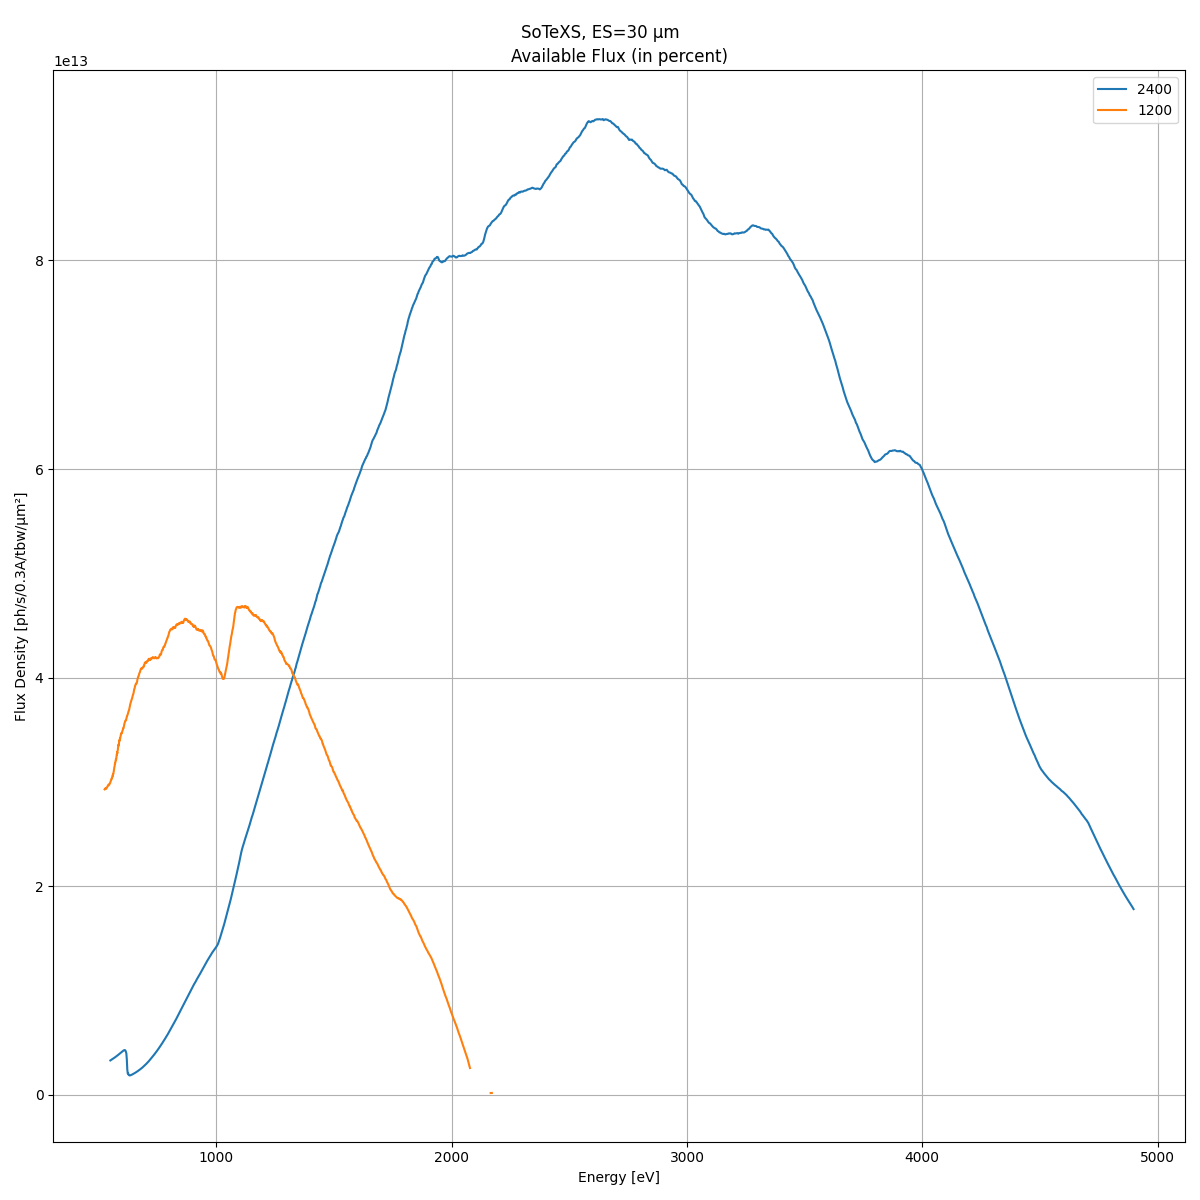 SoTeXS, ES=30 μm
Available Flux (in percent)
1e13
2400
1200
8
6
4
2
0
Flux Density [ph/s/0.3A/tbw/μm²]
1000 2000 3000 4000 5000
Energy [eV]